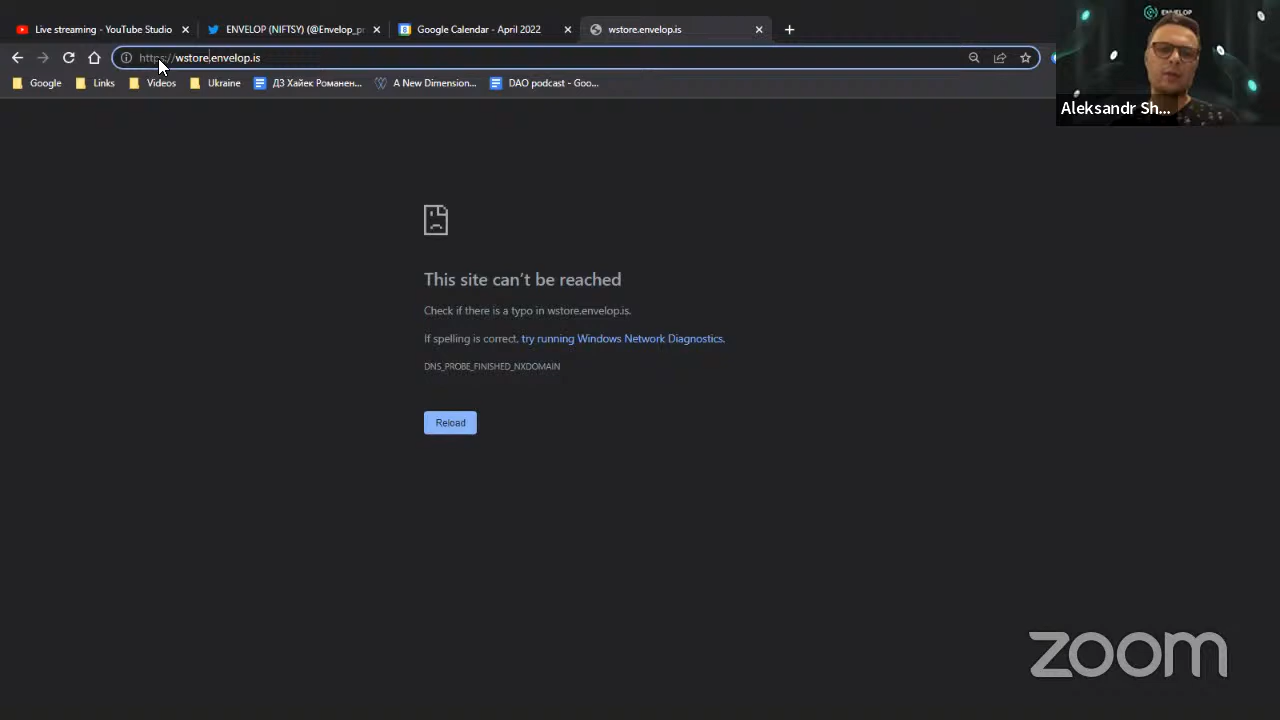 Live streaming - YouTube Studio
ENVELOP (NIFTSY) (@Envelop_p
Google Calendar - April 2022
wstore.envelop.is
https://wstore.envelop.is
Google
Links
Videos
Ukraine
ДЗ Хайек Романен...
A New Dimension...
DAO podcast - Goo...
ENVELOP
Aleksandr Sh...
This site can't be reached
Check if there is a typo in wstore.envelop.is.
If spelling is correct, try running Windows Network Diagnostics.
DNS_PROBE_FINISHED_NXDOMAIN
Reload
zoom